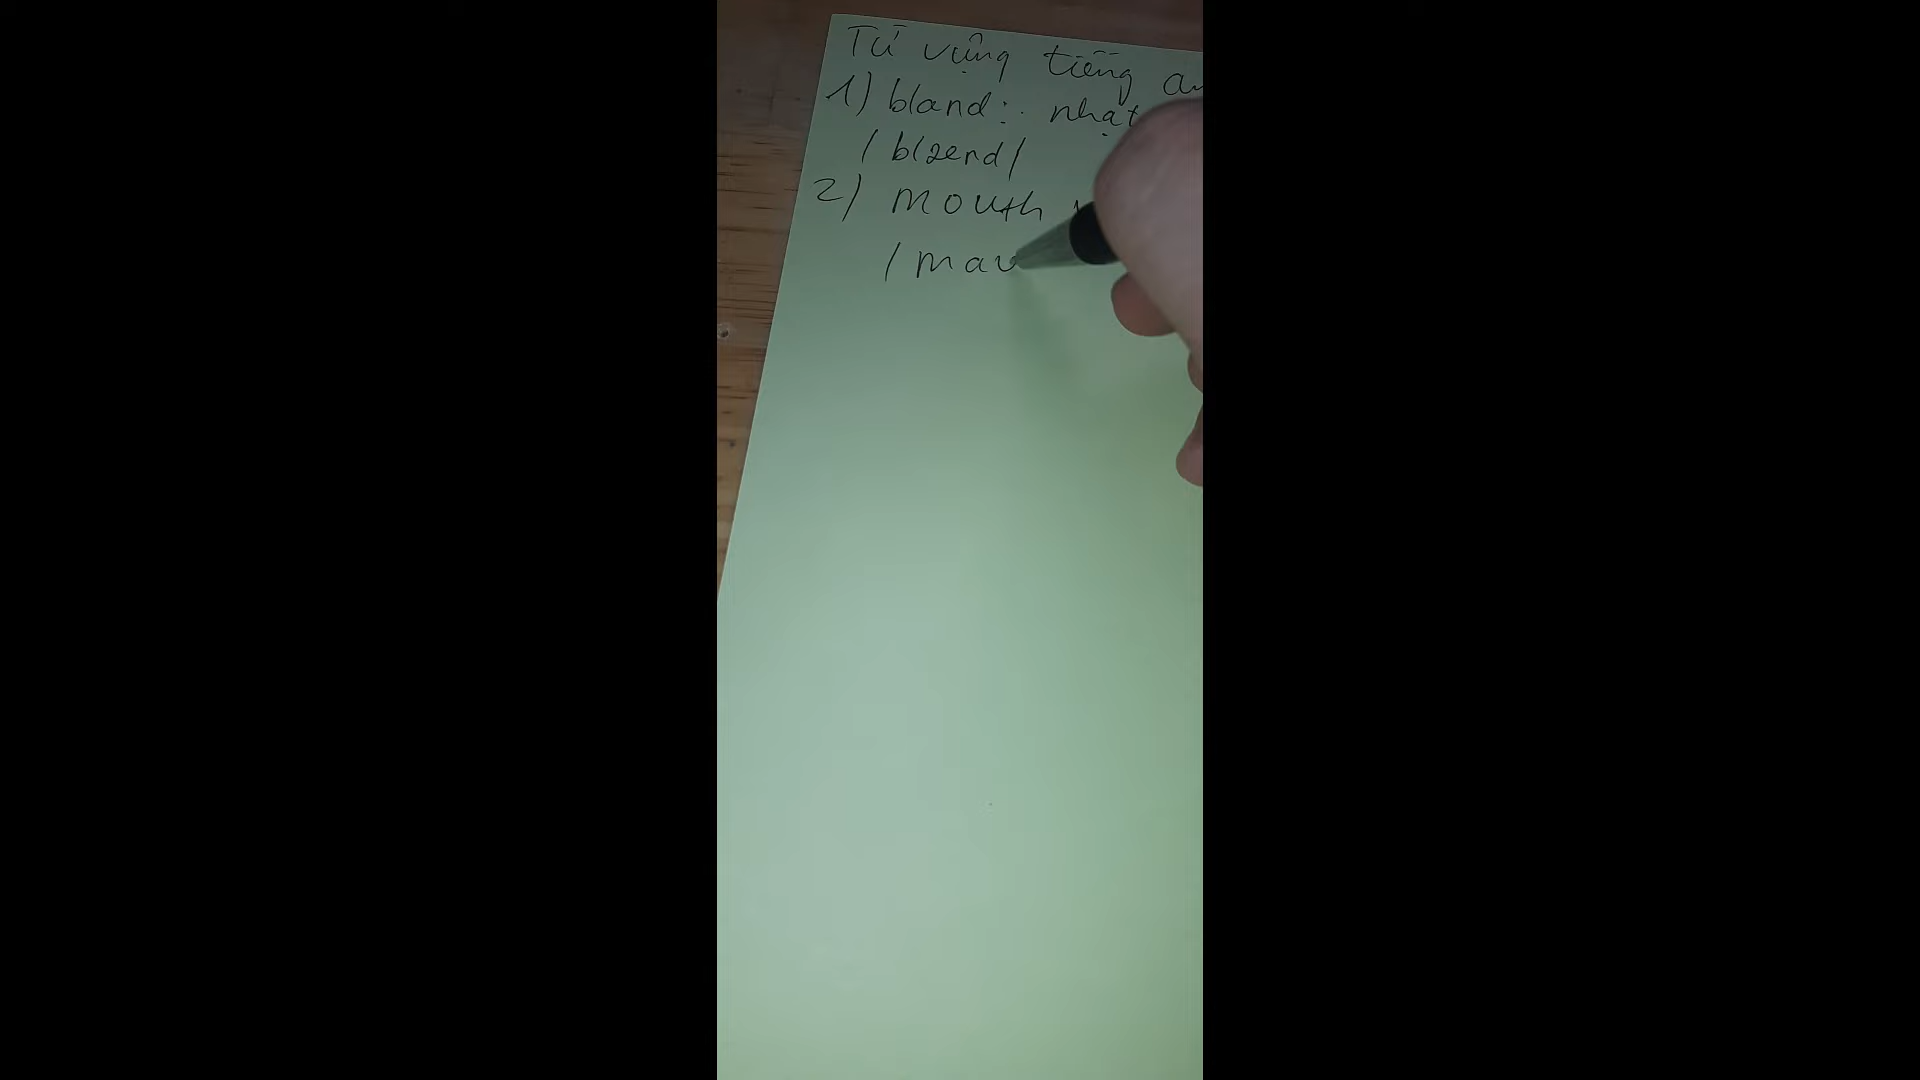 Từ vựng tiếng
1) bland: nhạt
/blænd/
2) mouth
/mau